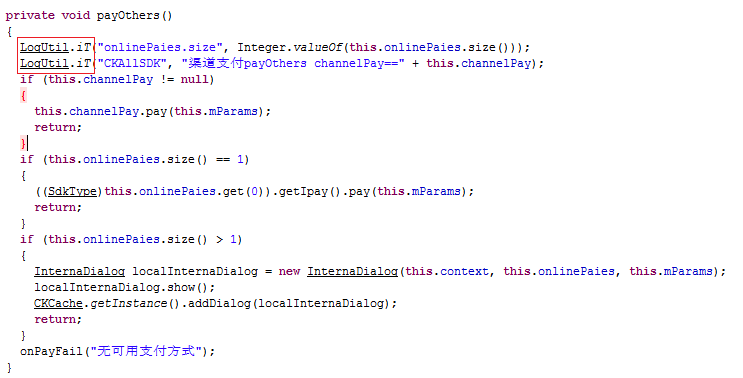 private void payOthers()
{
LogUtil.iT("onlinePaies.size", Integer.valueOf(this.onlinePaies.size()));
LogUtil.iT("CKAllSDK", "渠道支付payOthers channelPay==" + this.channelPay);
if (this.channelPay != null)
{
this.channelPay.pay(this.mParams);
return;
}
if (this.onlinePaies.size() == 1)
{
((SdkType)this.onlinePaies.get(0)).getIpay().pay(this.mParams);
return;
}
if (this.onlinePaies.size() > 1)
{
InternaDialog localInternaDialog = new InternaDialog(this.context, this.onlinePaies, this.mParams);
localInternaDialog.show();
CKCache.getInstance().addDialog(localInternaDialog);
return;
}
onPayFail("无可用支付方式");
}